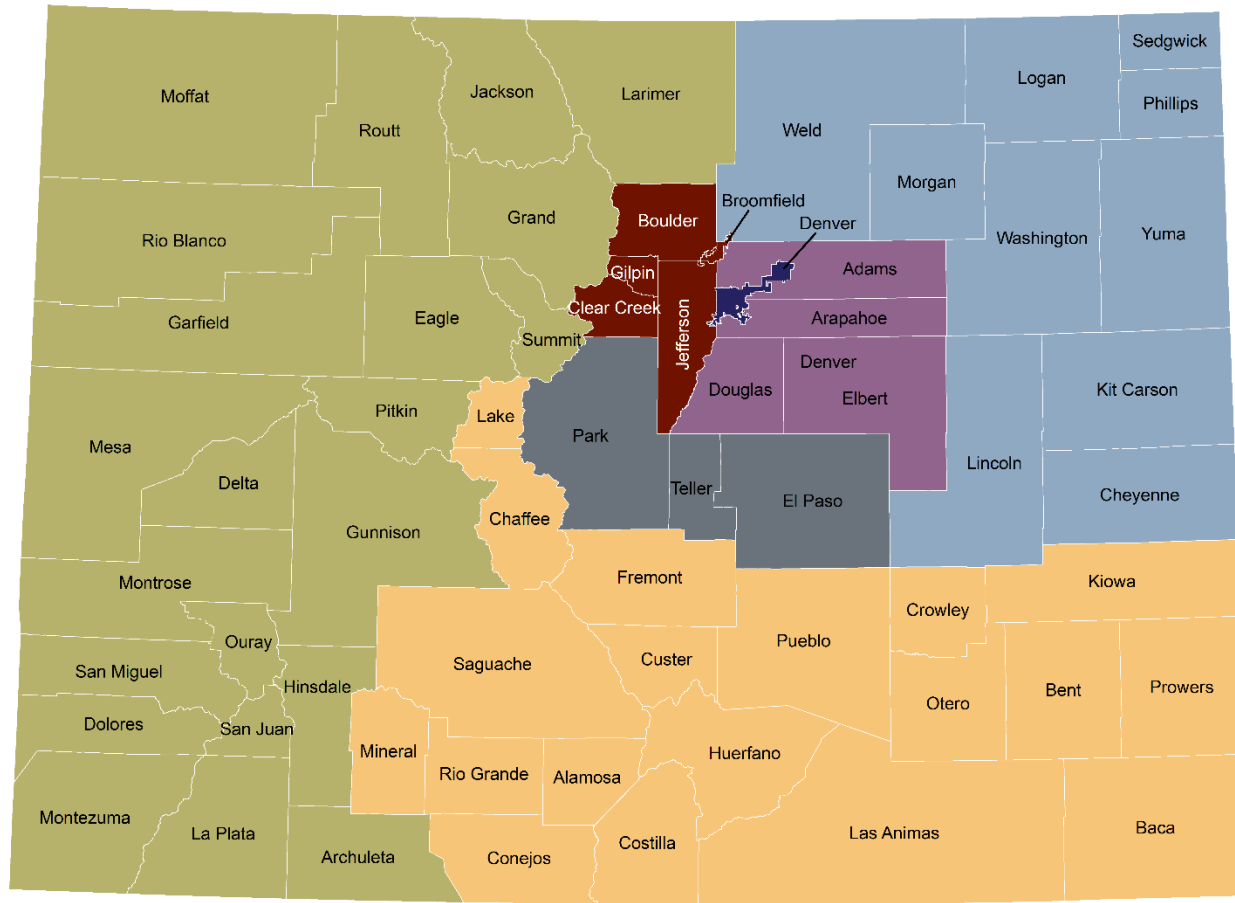 Sedgwick
Logan
Moffat
Jackson
Larimer
Phillips
Routt
Weld
Morgan
Broomfield
Grand
Boulder
Denver
Rio Blanco
Washington
Yuma
Gilpin
Adams
Clear Creek
Eagle
Garfield
Arapahoe
Summit
Jefferson
Denver
Douglas
Elbert
Kit Carson
Pitkin
Lake
Park
Mesa
Lincoln
Delta
Teller
El Paso
Cheyenne
Chaffee
Gunnison
Fremont
Kiowa
Montrose
Crowley
Ouray
Pueblo
Saguache
Custer
San Miguel
Hinsdale
Otero
Bent
Prowers
Dolores
San Juan
Mineral
Huerfano
Rio Grande
Alamosa
Montezuma
La Plata
Las Animas
Baca
Costilla
Archuleta
Conejos